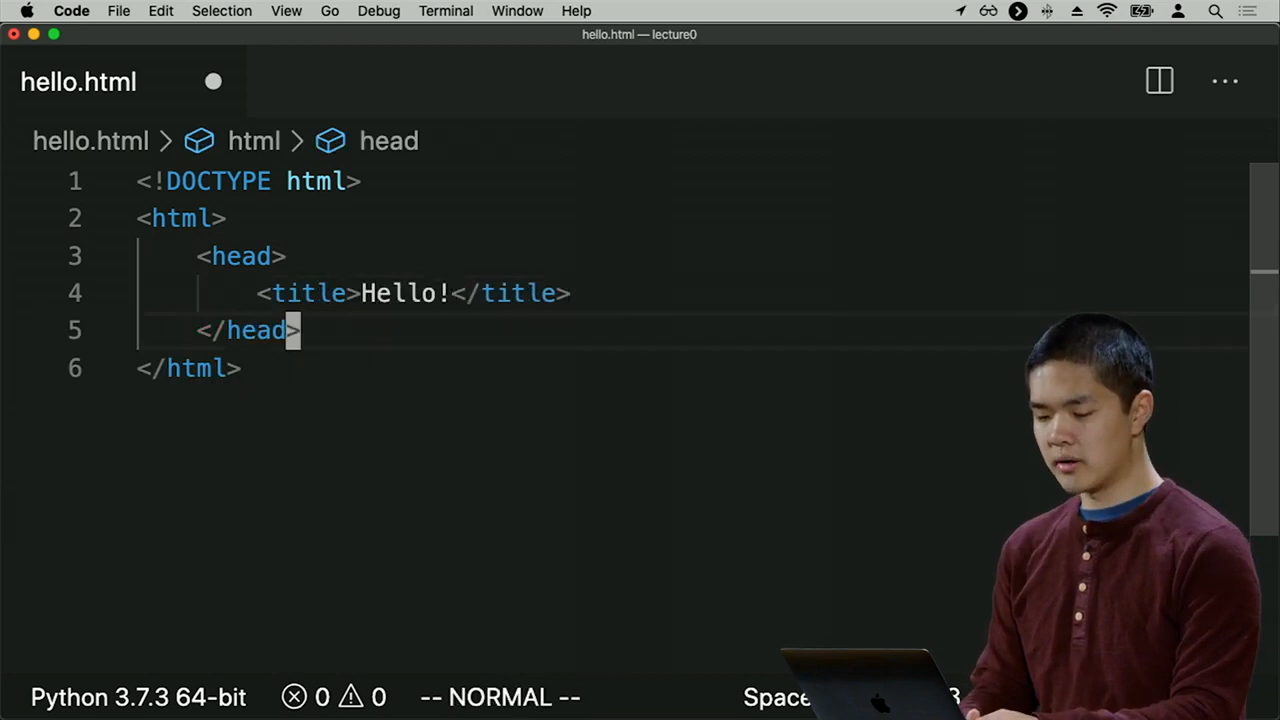 Code File Edit Selection View Go Debug Terminal Window Help
hello.html — lecture0
hello.html
hello.html > html > head
1 <!DOCTYPE html>
2 <html>
3 <head>
4 <title>Hello!</title>
5 </head>
6 </html>
Python 3.7.3 64-bit 0 0 -- NORMAL -- Space 3